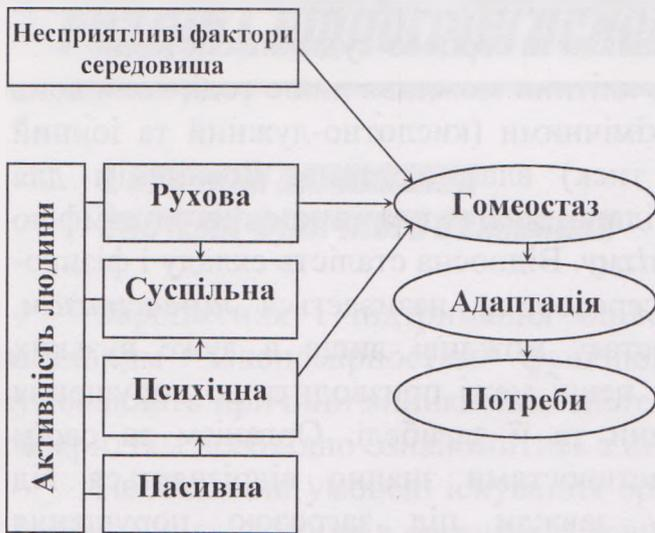 Несприятливі фактори
середовища
Активність людини
Рухова
Суспільна
Психічна
Пасивна
Гомеостаз
Адаптація
Потреби